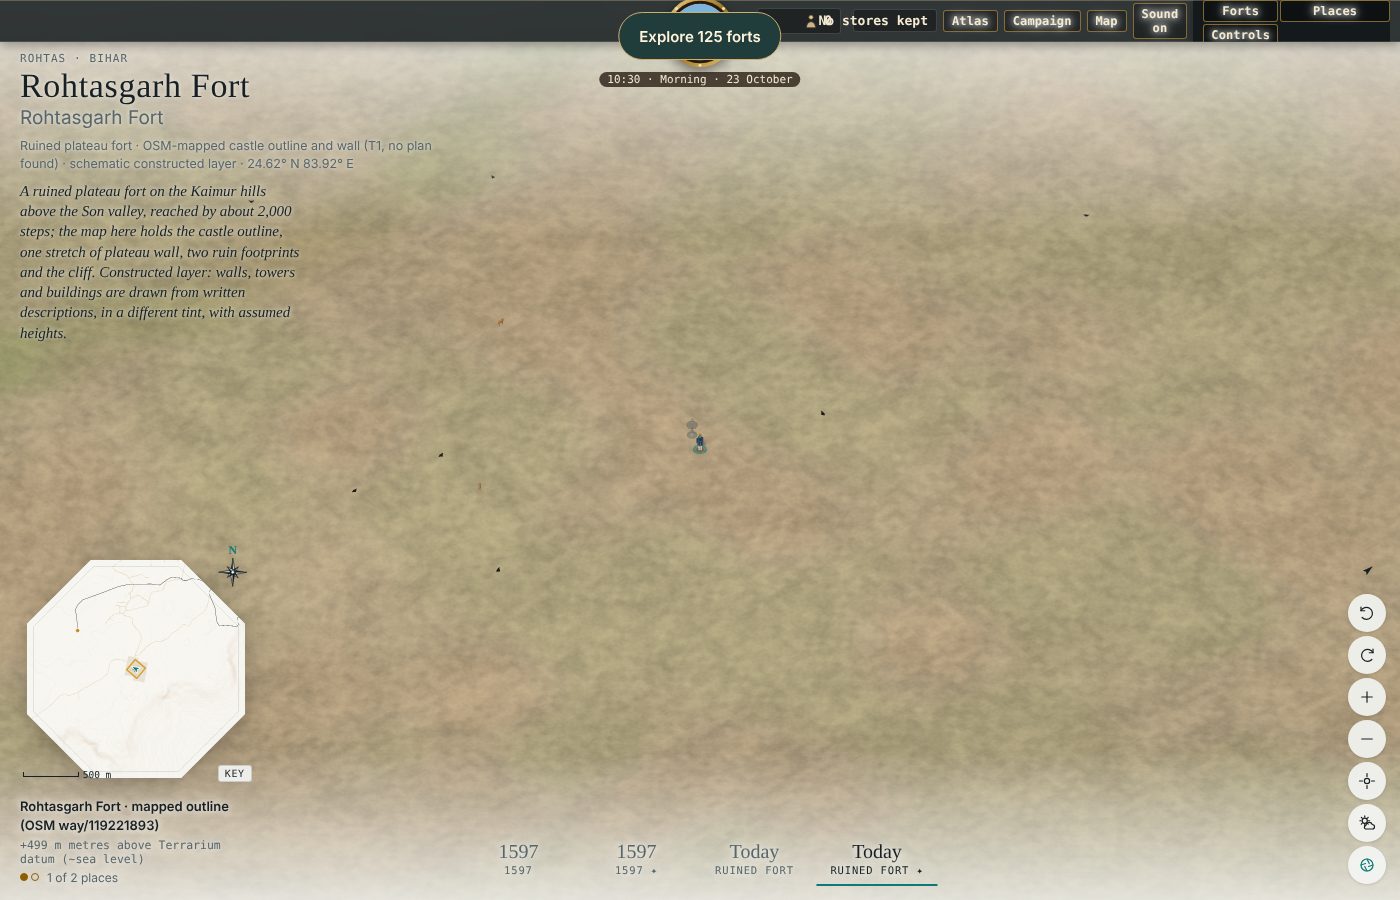 Explore 125 forts
stores kept
Atlas
Campaign
Map
Sound
on
Forts
Places
Controls
10:30 · Morning · 23 October
ROHTAS · BIHAR
Rohtasgarh Fort
Rohtasgarh Fort
Ruined plateau fort · OSM-mapped castle outline and wall (T1, no plan
found) · schematic constructed layer · 24.62° N 83.92° E
A ruined plateau fort on the Kaimur hills
above the Son valley, reached by about 2,000
steps; the map here holds the castle outline,
one stretch of plateau wall, two ruin footprints
and the cliff. Constructed layer: walls, towers
and buildings are drawn from written
descriptions, in a different tint, with assumed
heights.
N
500 m
KEY
Rohtasgarh Fort · mapped outline
(OSM way/119221893)
+499 m metres above Terrarium
datum (~sea level)
1 of 2 places
1597
1597
1597
1597 ✦
Today
RUINED FORT
Today
RUINED FORT ✦